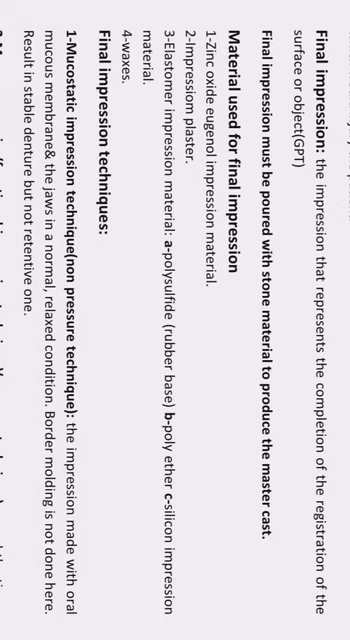 Final impression: the impression that represents the completion of the registration of the
surface or object(GPT)
Final impression must be poured with stone material to produce the master cast.
Material used for final impression
1-Zinc oxide eugenol impression material.
2-Impressiom plaster.
3-Elastomer impression material: a-polysulfide (rubber base) b-poly ether c-silicon impression
material.
4-waxes.
Final impression techniques:
1-Mucostatic impression technique(non pressure technique): the impression made with oral
mucous membrane& the jaws in a normal, relaxed condition. Border molding is not done here.
Result in stable denture but not retentive one.